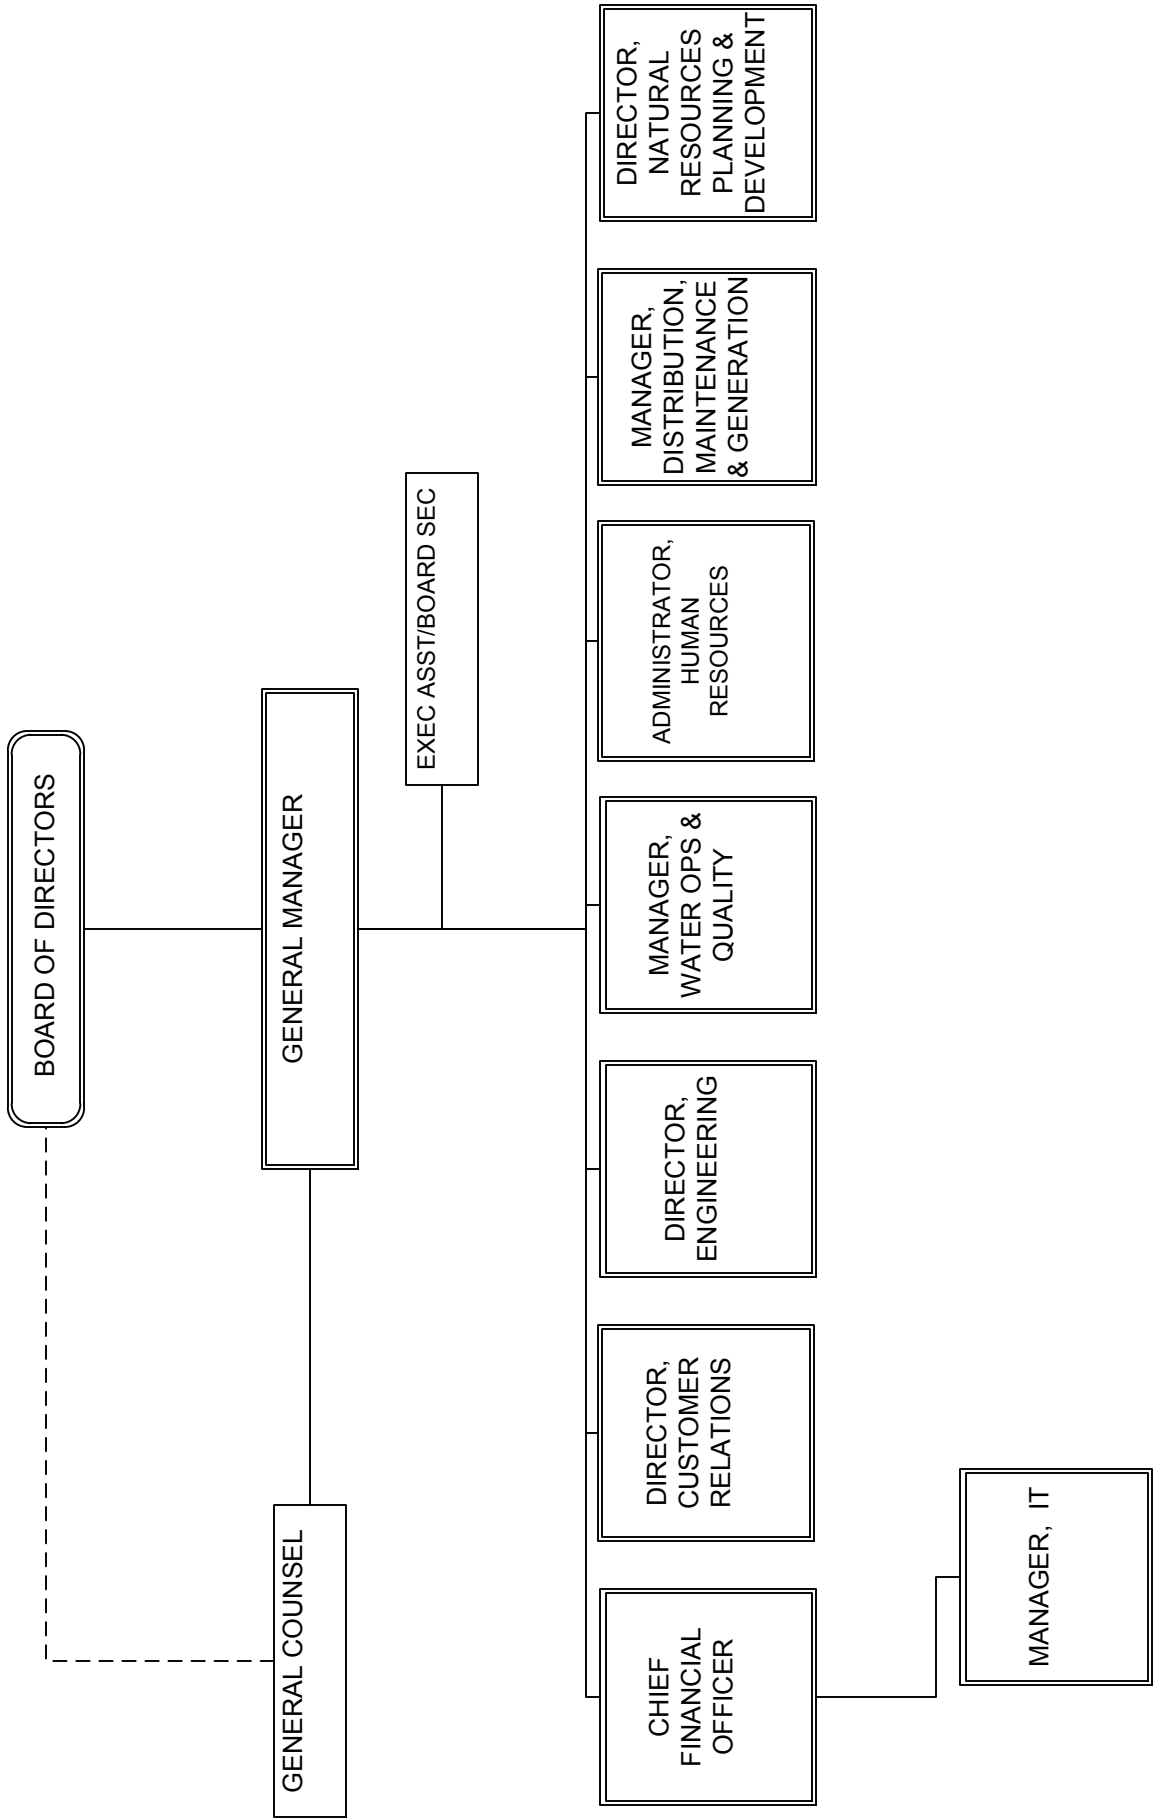 BOARD OF DIRECTORS
GENERAL COUNSEL
GENERAL MANAGER
EXEC ASST/BOARD SEC
CHIEF
FINANCIAL
OFFICER
DIRECTOR,
CUSTOMER
RELATIONS
DIRECTOR,
ENGINEERING
MANAGER,
WATER OPS &
QUALITY
ADMINISTRATOR,
HUMAN
RESOURCES
MANAGER,
DISTRIBUTION,
MAINTENANCE
& GENERATION
DIRECTOR,
NATURAL
RESOURCES
PLANNING &
DEVELOPMENT
MANAGER, IT